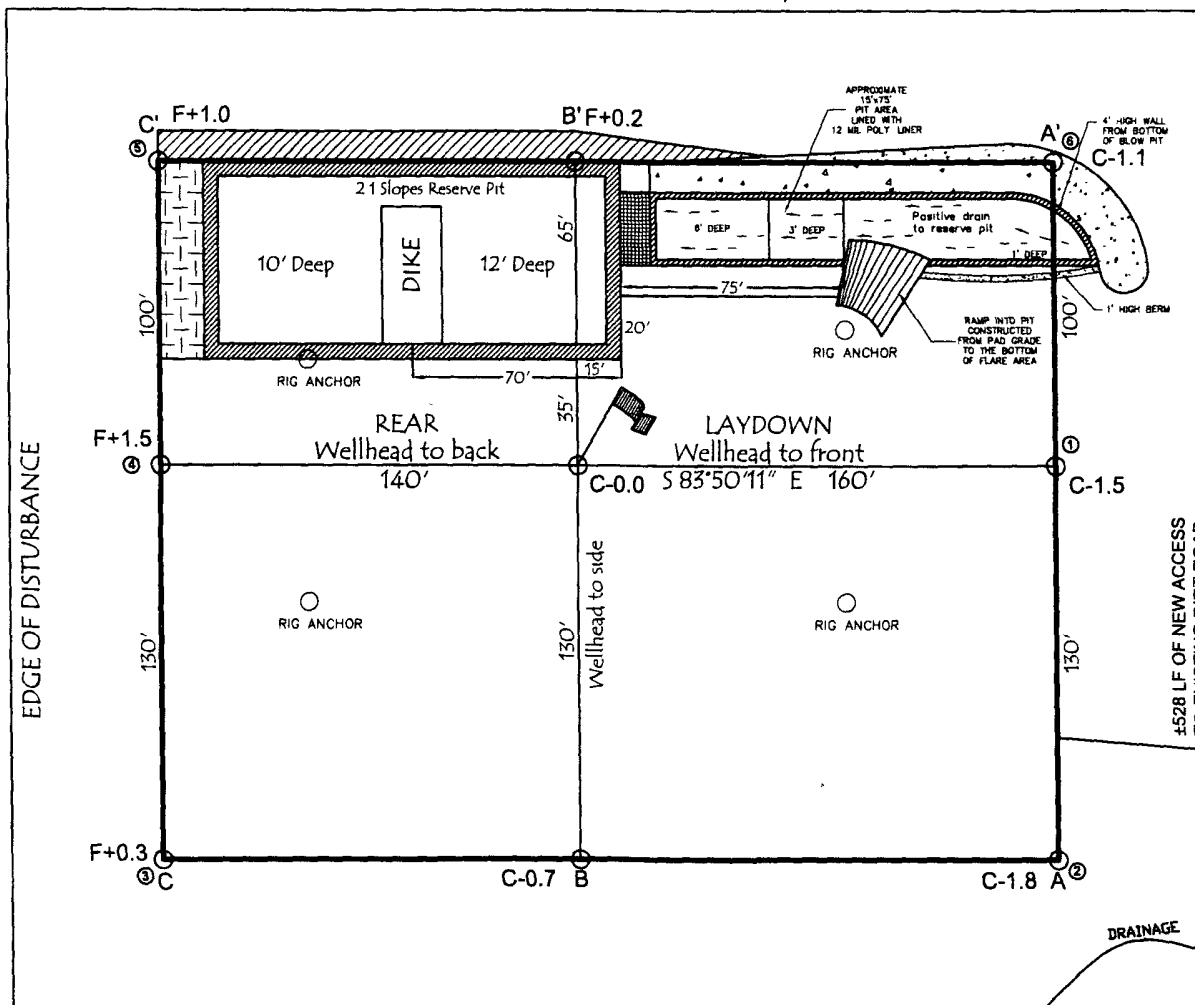 C'
F+1.0
B' F+0.2
APPROXIMATE
15'x75'
PIT AREA
LINED WITH
12 MIL POLY LINER
4' HIGH WALL
FROM BOTTOM
OF BLOW PIT
A' ⑥
C-1.1
⑤
2 1 Slopes Reserve Pit
10' Deep
DIKE
12' Deep
65'
6' DEEP
3' DEEP
Positive drain
to reserve pit
1' DEEP
75'
100'
20'
100'
1' HIGH BERM
RAMP INTO PIT
CONSTRUCTED
FROM PAD GRADE
TO THE BOTTOM
OF FLARE AREA
RIG ANCHOR
RIG ANCHOR
70'
15'
35'
REAR
Wellhead to back
140'
LAYDOWN
Wellhead to front
S 83°50'11" E 160'
F+1.5
④
C-0.0
①
C-1.5
EDGE OF DISTURBANCE
±528 LF OF NEW ACCESS
RIG ANCHOR
RIG ANCHOR
130'
130'
Wellhead to side
130'
F+0.3
③ C
C-0.7 B
C-1.8 A ②
DRAINAGE